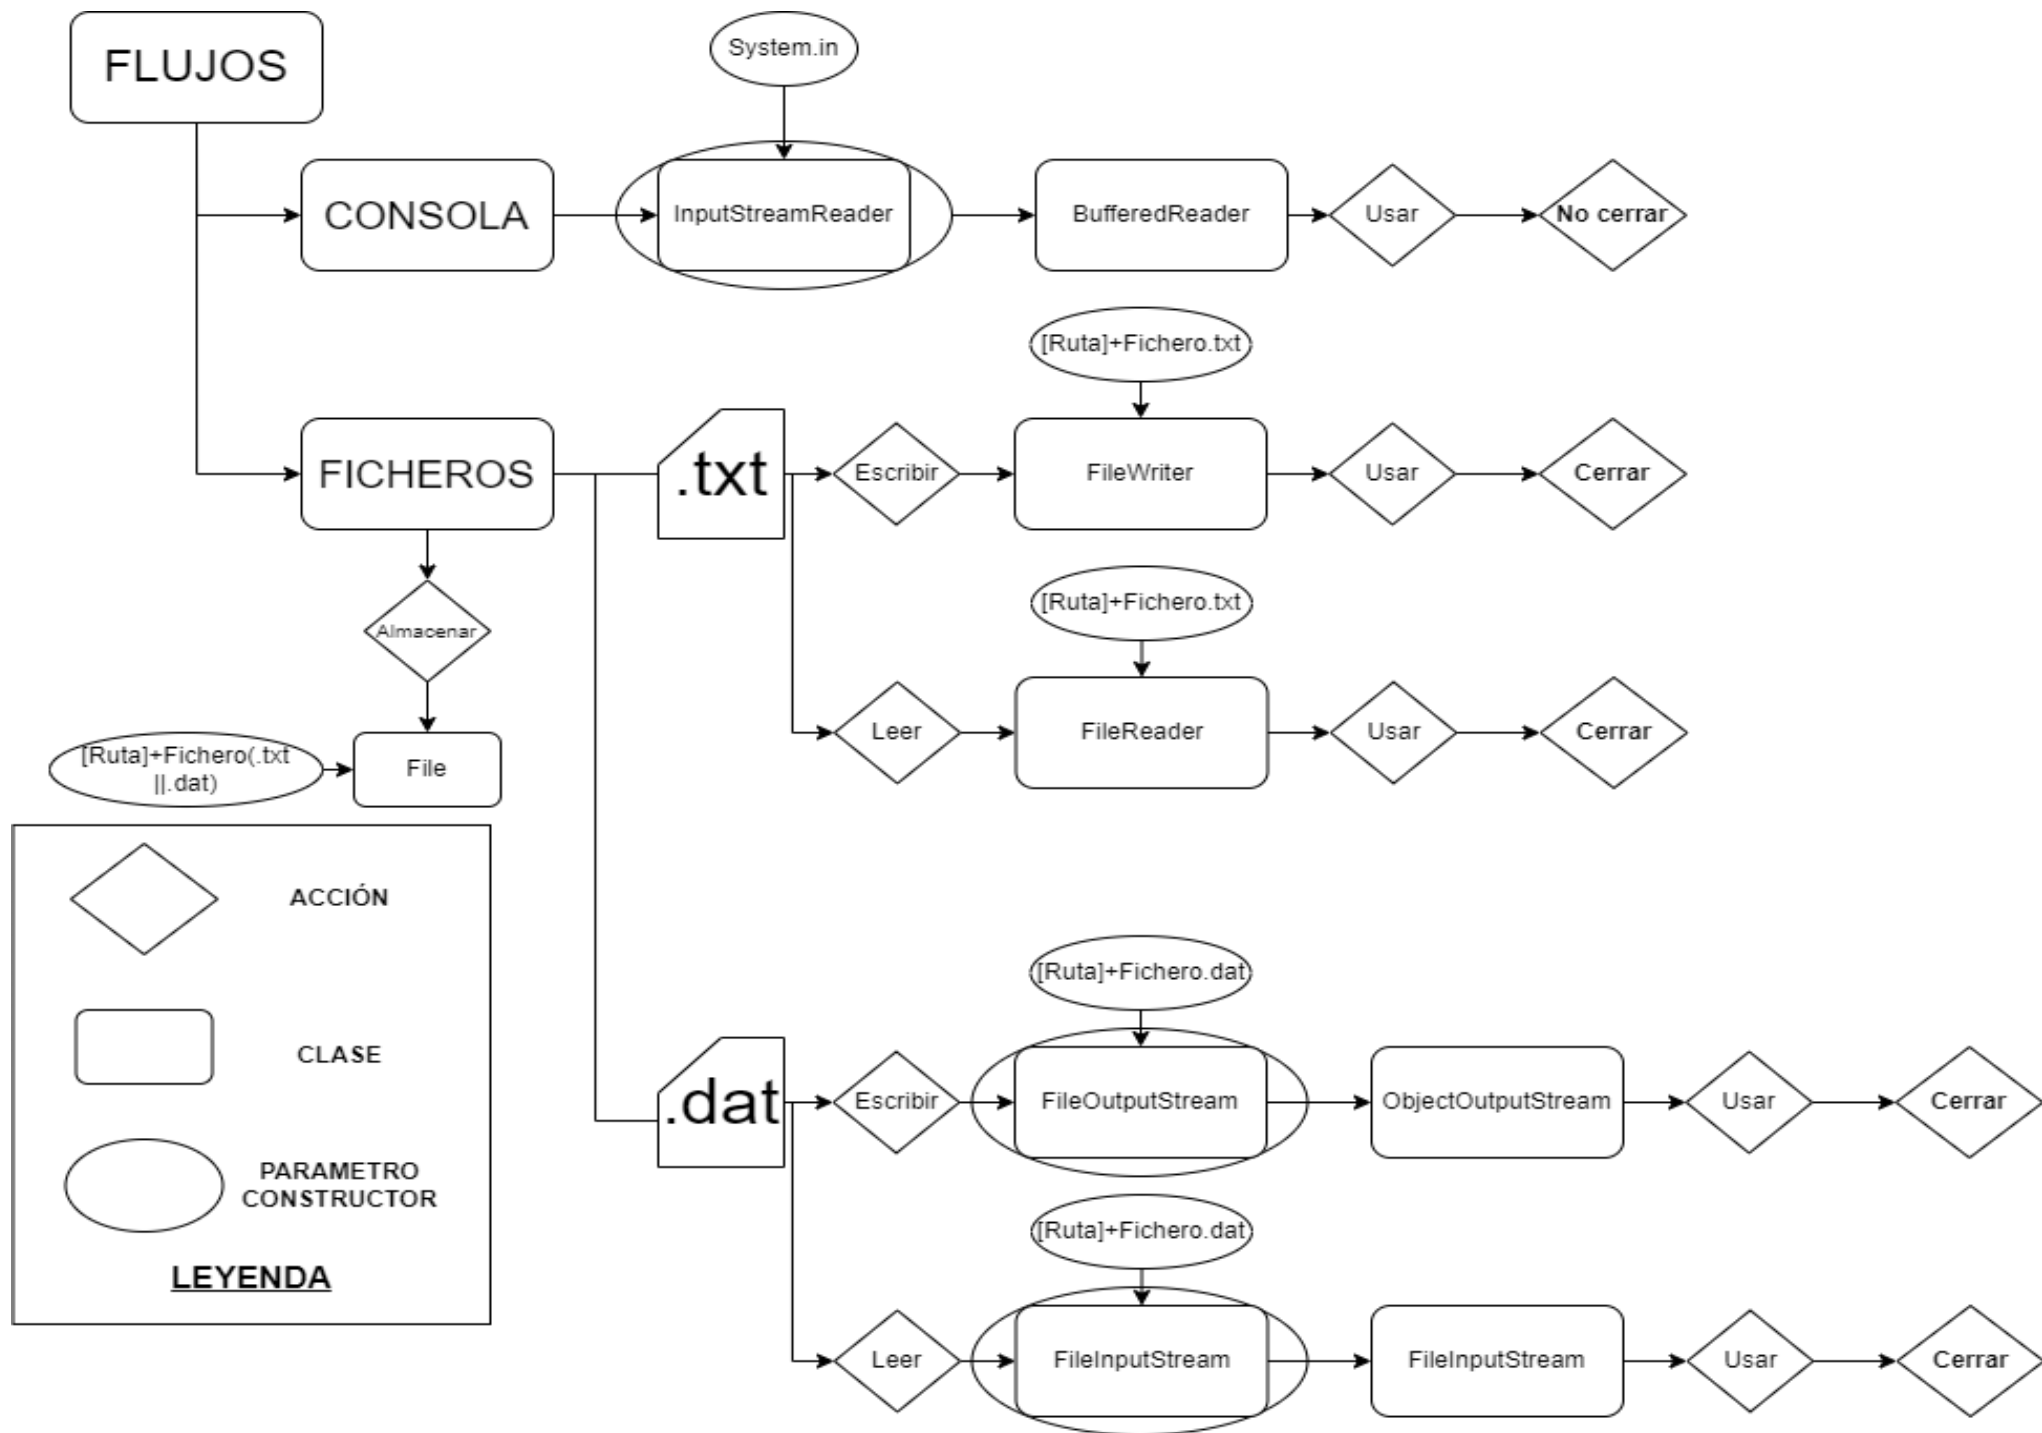 FLUJOS
System.in
CONSOLA
InputStreamReader
BufferedReader
Usar
No cerrar
[Ruta]+Fichero.txt
FICHEROS
.txt
Escribir
FileWriter
Usar
Cerrar
Almacenar
[Ruta]+Fichero.txt
Leer
FileReader
Usar
Cerrar
[Ruta]+Fichero(.txt
||.dat)
File
ACCIÓN
CLASE
PARAMETRO
CONSTRUCTOR
LEYENDA
[Ruta]+Fichero.dat
.dat
Escribir
FileOutputStream
ObjectOutputStream
Usar
Cerrar
[Ruta]+Fichero.dat
Leer
FileInputStream
FileInputStream
Usar
Cerrar